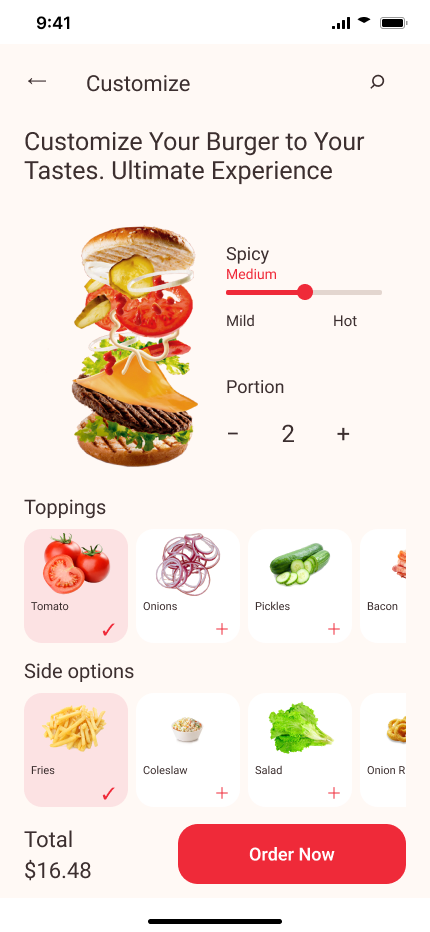 9:41
Customize
Customize Your Burger to Your
Tastes. Ultimate Experience
Spicy
Medium
Mild Hot
Portion
− 2 +
Toppings
Tomato Onions Pickles Bacon
Side options
Fries Coleslaw Salad Onion R
Total
$16.48
Order Now